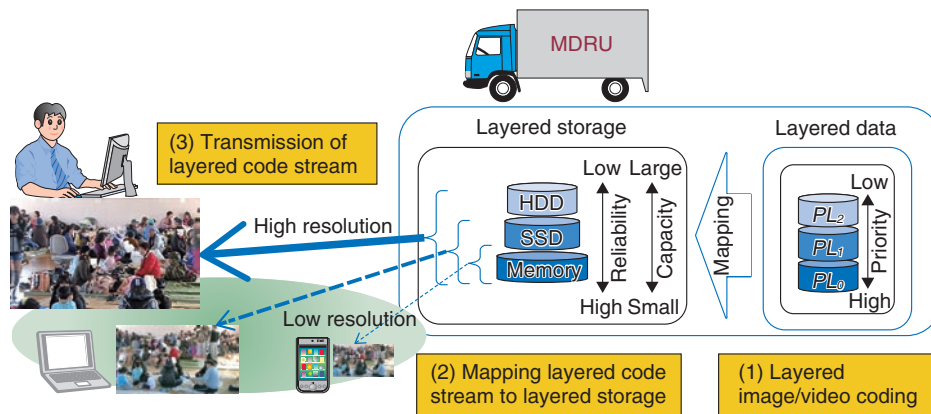 MDRU
(3) Transmission of
layered code stream
Layered storage
Layered data
Low Large
Low
HDD
SSD
Memory
Reliability
Capacity
Mapping
PL2
PL1
PL0
Priority
High resolution
High Small
High
Low resolution
(2) Mapping layered code
stream to layered storage
(1) Layered
image/video coding